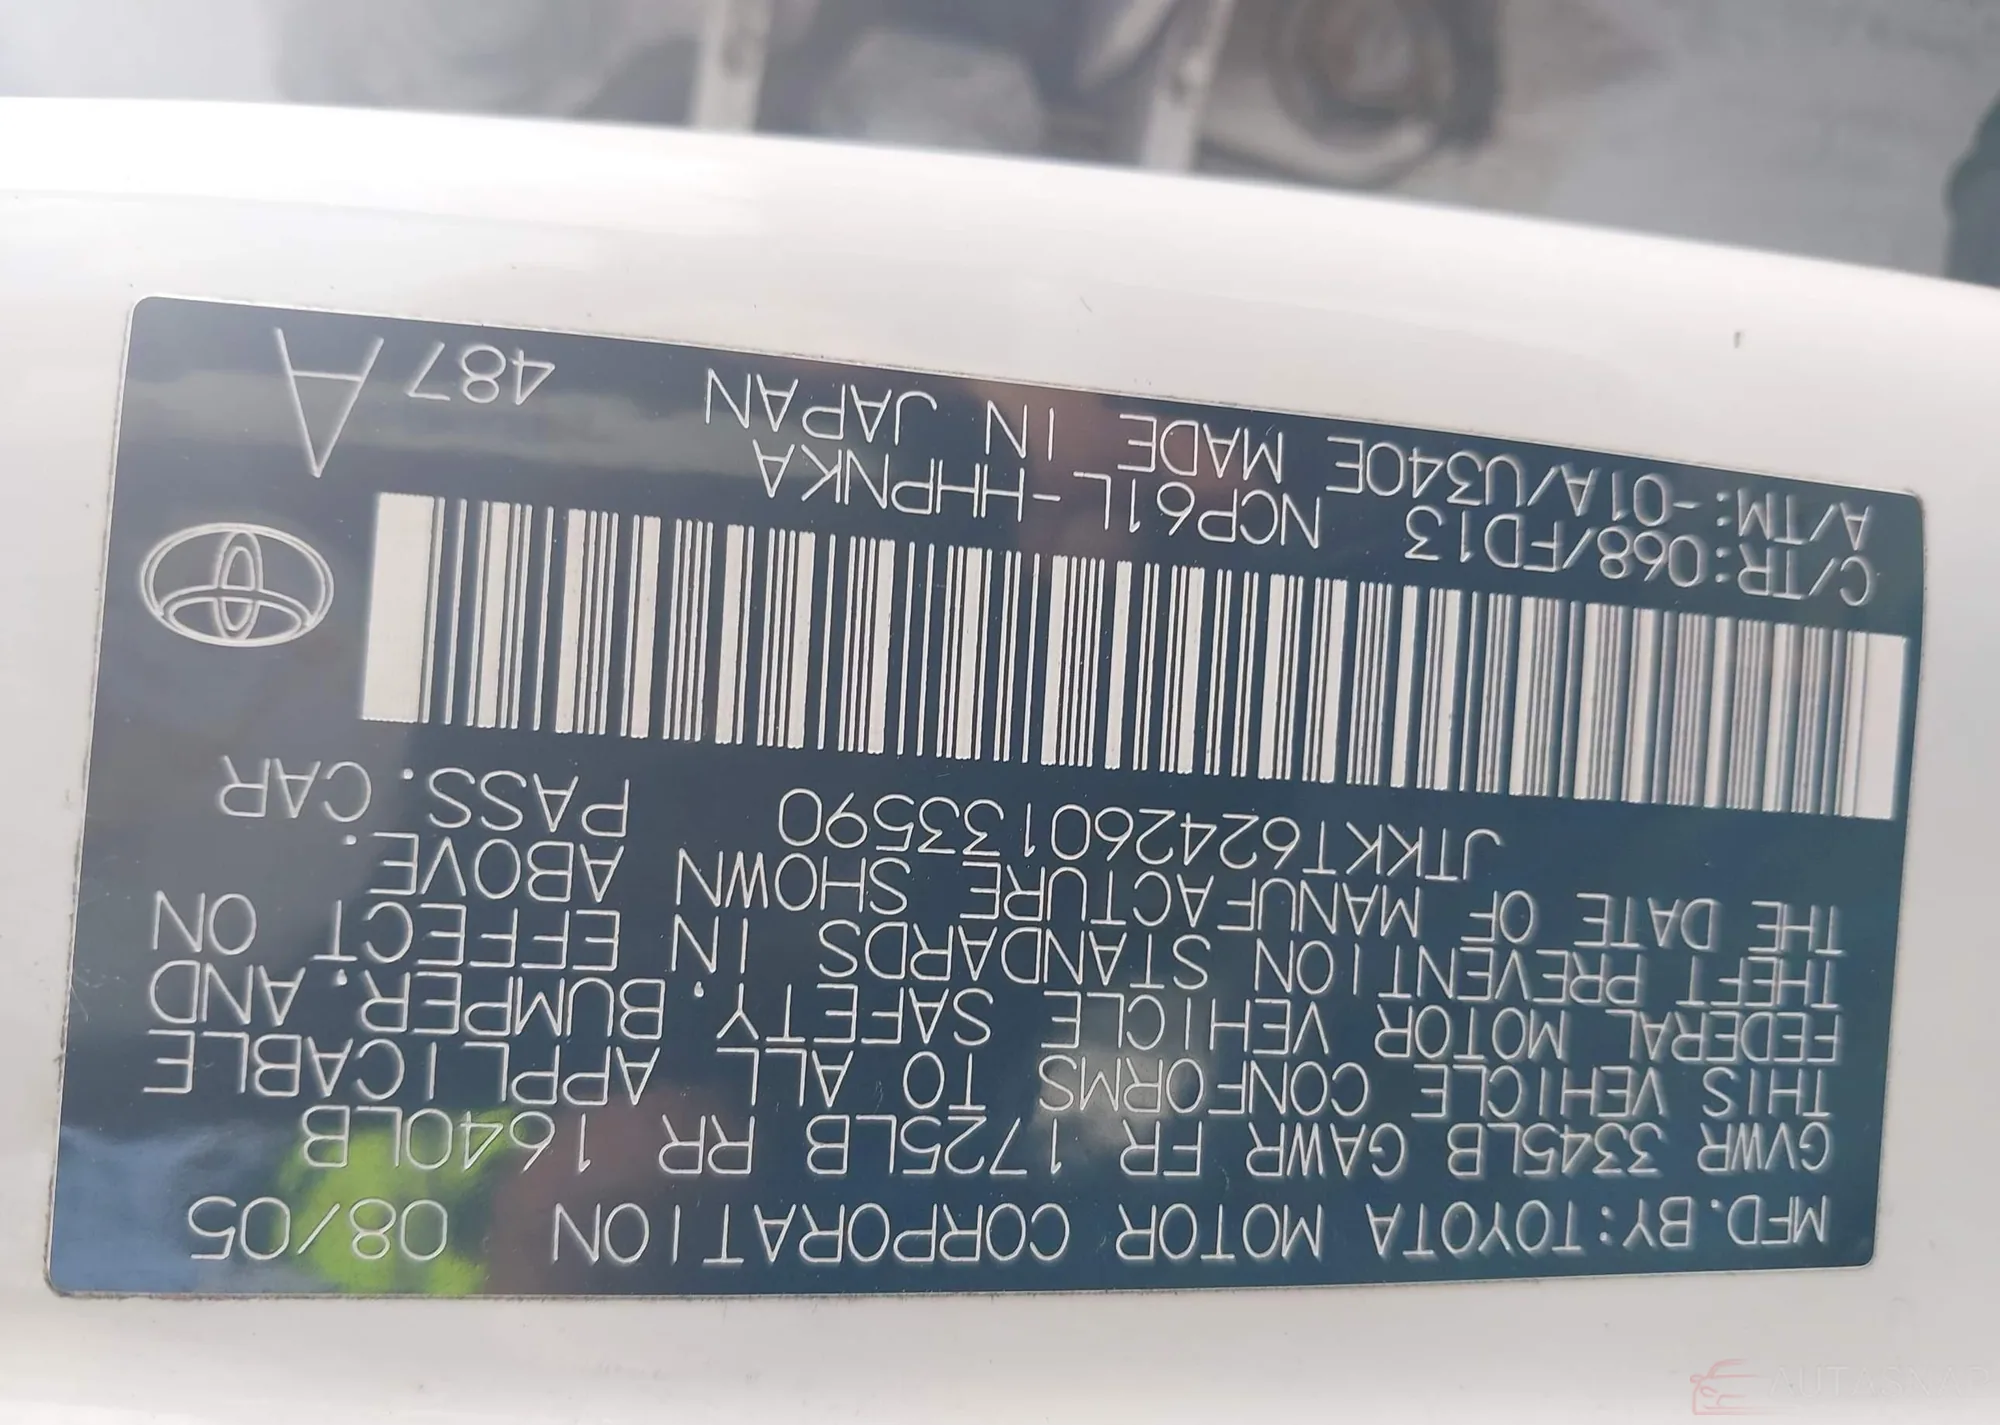 MFD.BY:TOYOTA MOTOR CORPORATION 08/05
GVWR 3345LB GAWR FR 1725LB RR 1640LB
THIS VEHICLE CONFORMS TO ALL APPLICABLE
FEDERAL MOTOR VEHICLE SAFETY, BUMPER, AND
THEFT PREVENTION STANDARDS IN EFFECT ON
THE DATE OF MANUFACTURE SHOWN ABOVE.
JTKKT624260133590 PASS. CAR
C/TR:068/FD13 NCP61L-HHPNKA
A/TM:-01A/U340E MADE IN JAPAN 487 A